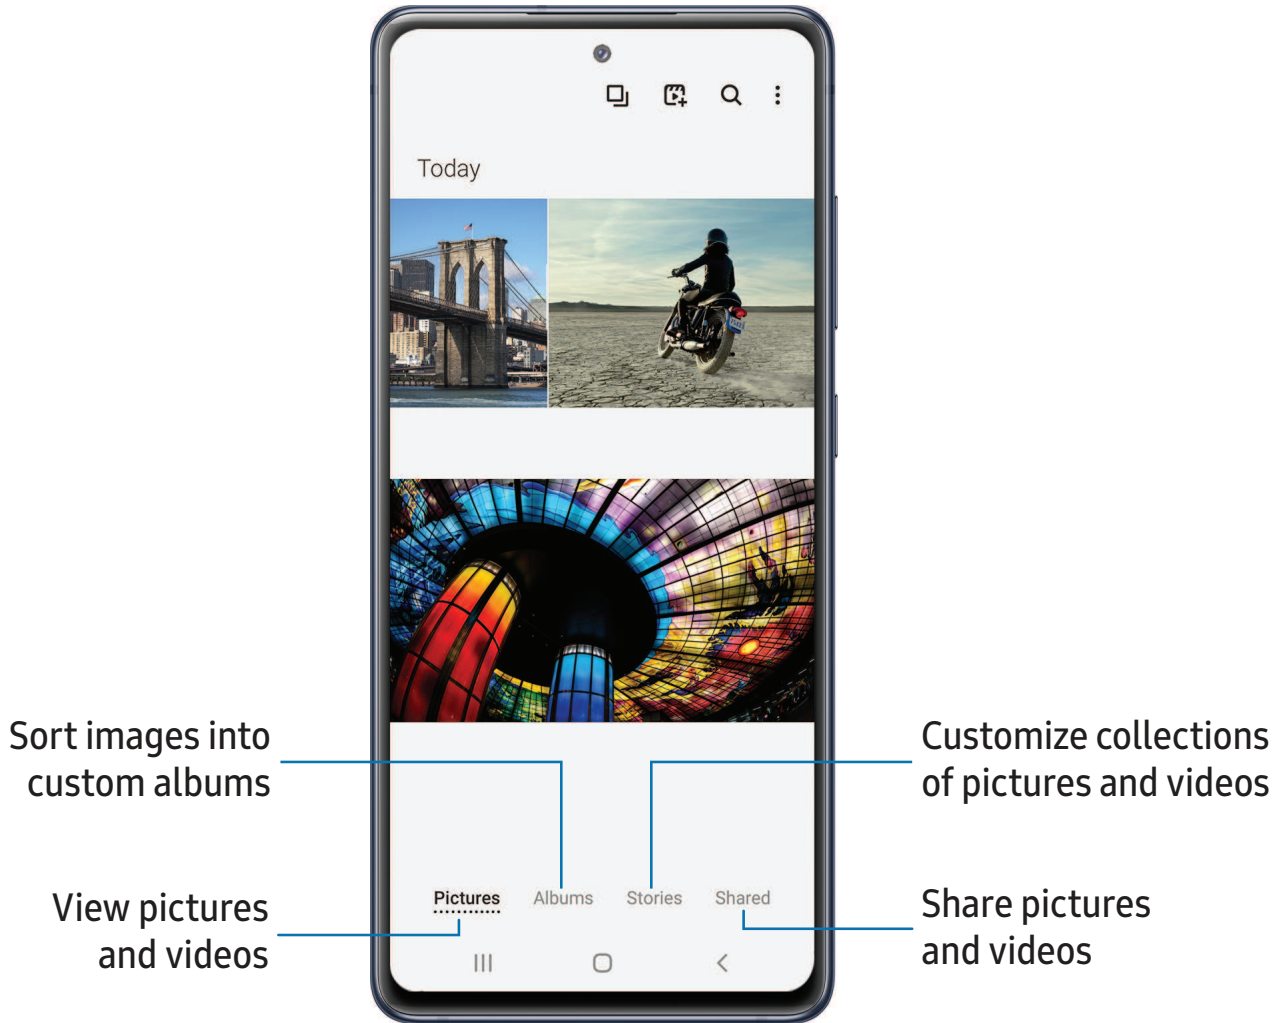 Today
Sort images into
custom albums
Customize collections
of pictures and videos
Pictures
Albums
Stories
Shared
View pictures
and videos
Share pictures
and videos